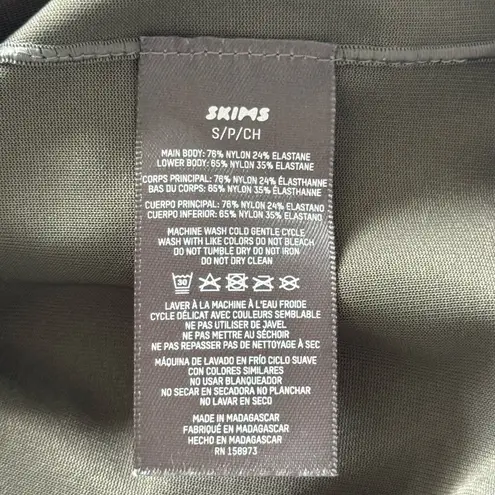 SKIMS
S/P/CH
MAIN BODY: 76% NYLON 24% ELASTANE
LOWER BODY: 65% NYLON 35% ELASTANE
CORPS PRINCIPAL: 76% NYLON 24% ÉLASTHANNE
BAS DU CORPS: 65% NYLON 35% ÉLASTHANNE
CUERPO PRINCIPAL: 76% NYLON 24% ELASTANO
CUERPO INFERIOR: 65% NYLON 35% ELASTANO
MACHINE WASH COLD GENTLE CYCLE
WASH WITH LIKE COLORS DO NOT BLEACH
DO NOT TUMBLE DRY DO NOT IRON
DO NOT DRY CLEAN
30
LAVER À LA MACHINE À L'EAU FROIDE
CYCLE DÉLICAT AVEC COULEURS SEMBLABLE
NE PAS UTILISER DE JAVEL
NE PAS METTRE AU SÉCHOIR
NE PAS REPASSER PAS DE NETTOYAGE À SEC
MÁQUINA DE LAVADO EN FRÍO CICLO SUAVE
CON COLORES SIMILARES
NO USAR BLANQUEADOR
NO SECAR EN SECADORA NO PLANCHAR
NO LAVAR EN SECO
MADE IN MADAGASCAR
FABRIQUÉ EN MADAGASCAR
HECHO EN MADAGASCAR
RN 158973